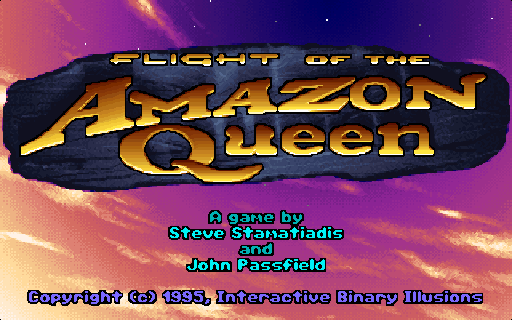 FLIGHT OF THE
AMAZON
Queen
A game by
Steve Stamatiadis
and
John Passfield
Copyright (c) 1995, Interactive Binary Illusions